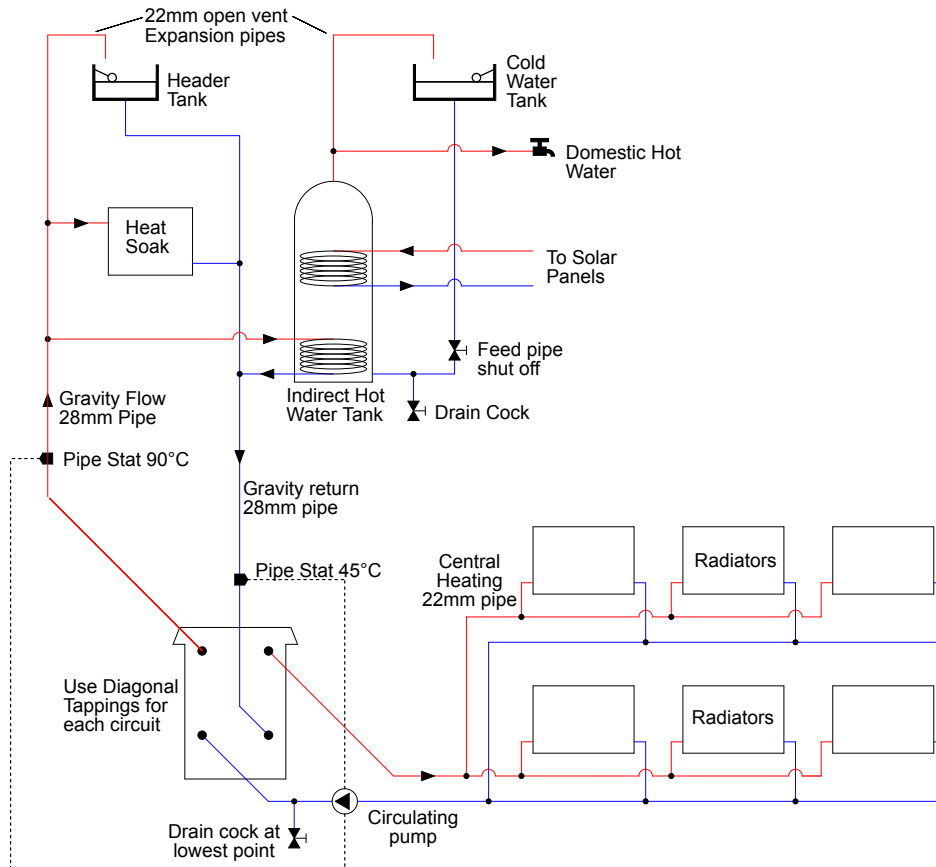 22mm open vent
Expansion pipes
Header
Tank
Cold
Water
Tank
Domestic Hot
Water
Heat
Soak
To Solar
Panels
Feed pipe
shut off
Indirect Hot
Water Tank
Drain Cock
Gravity Flow
28mm Pipe
Pipe Stat 90°C
Gravity return
28mm pipe
Pipe Stat 45°C
Central
Heating
22mm pipe
Radiators
Use Diagonal
Tappings for
each circuit
Radiators
Circulating
pump
Drain cock at
lowest point